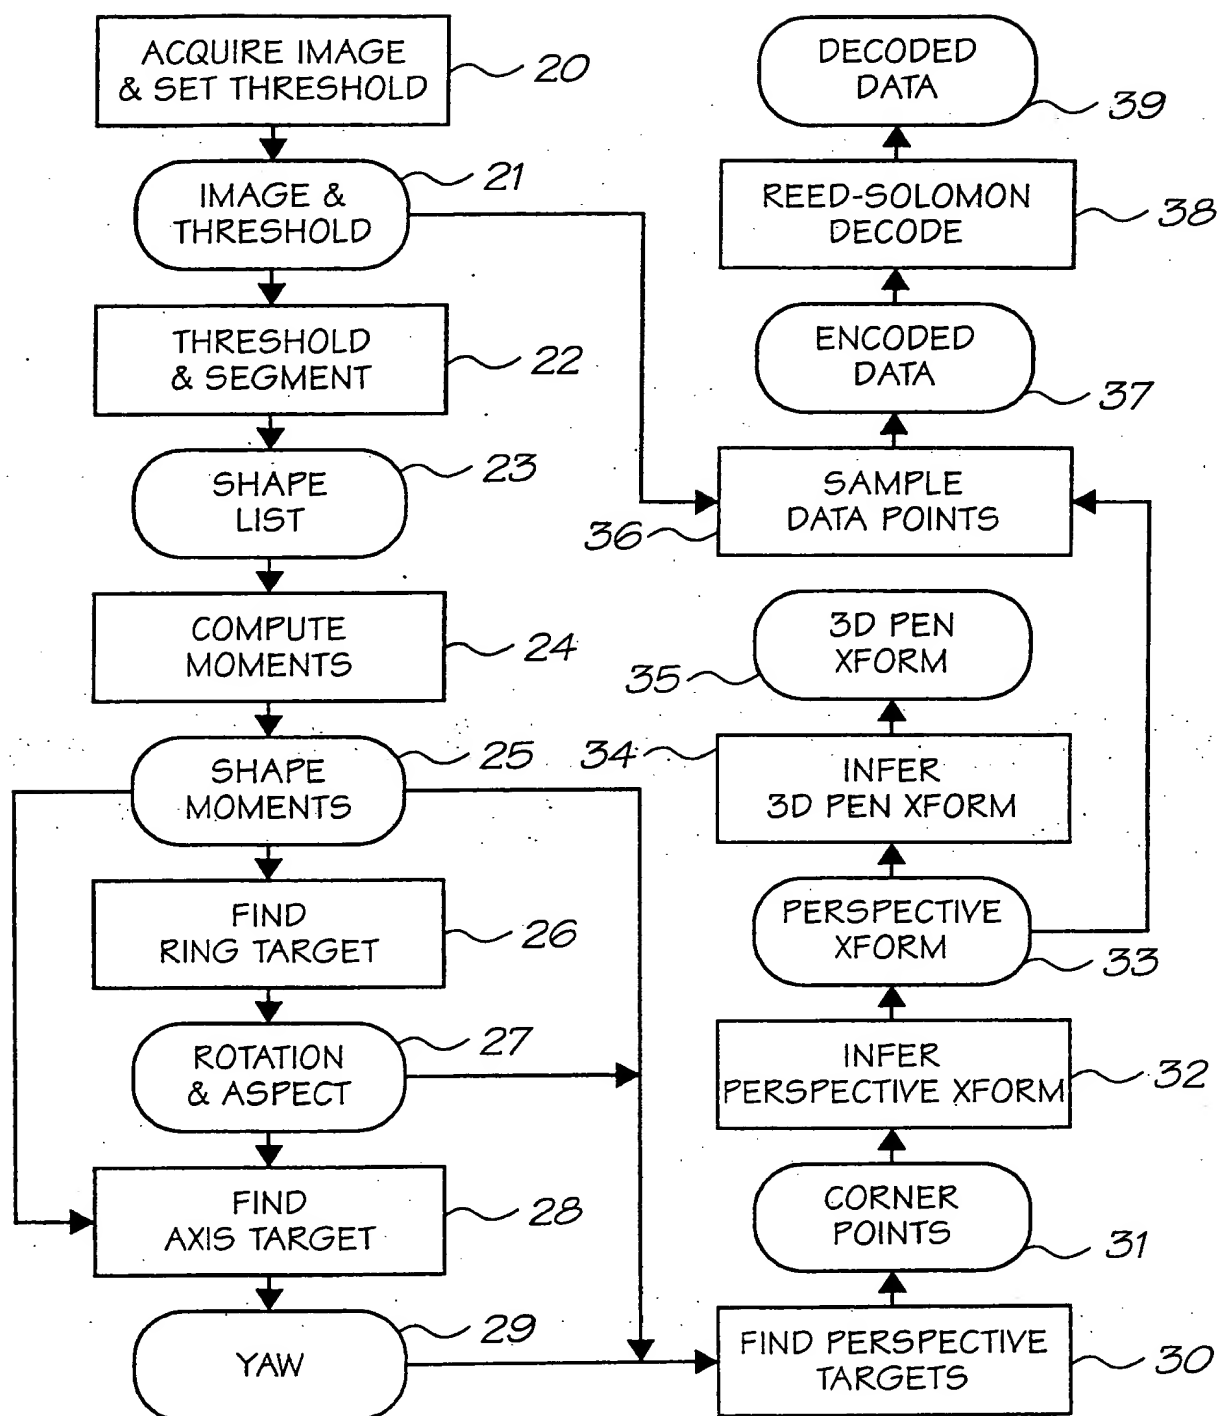 ACQUIRE IMAGE
& SET THRESHOLD
20
IMAGE &
THRESHOLD
21
THRESHOLD
& SEGMENT
22
SHAPE
LIST
23
COMPUTE
MOMENTS
24
SHAPE
MOMENTS
25
FIND
RING TARGET
26
ROTATION
& ASPECT
27
FIND
AXIS TARGET
28
YAW
29
DECODED
DATA
39
REED-SOLOMON
DECODE
38
ENCODED
DATA
37
SAMPLE
DATA POINTS
36
3D PEN
XFORM
35
INFER
3D PEN XFORM
34
PERSPECTIVE
XFORM
33
INFER
PERSPECTIVE XFORM
32
CORNER
POINTS
31
FIND PERSPECTIVE
TARGETS
30